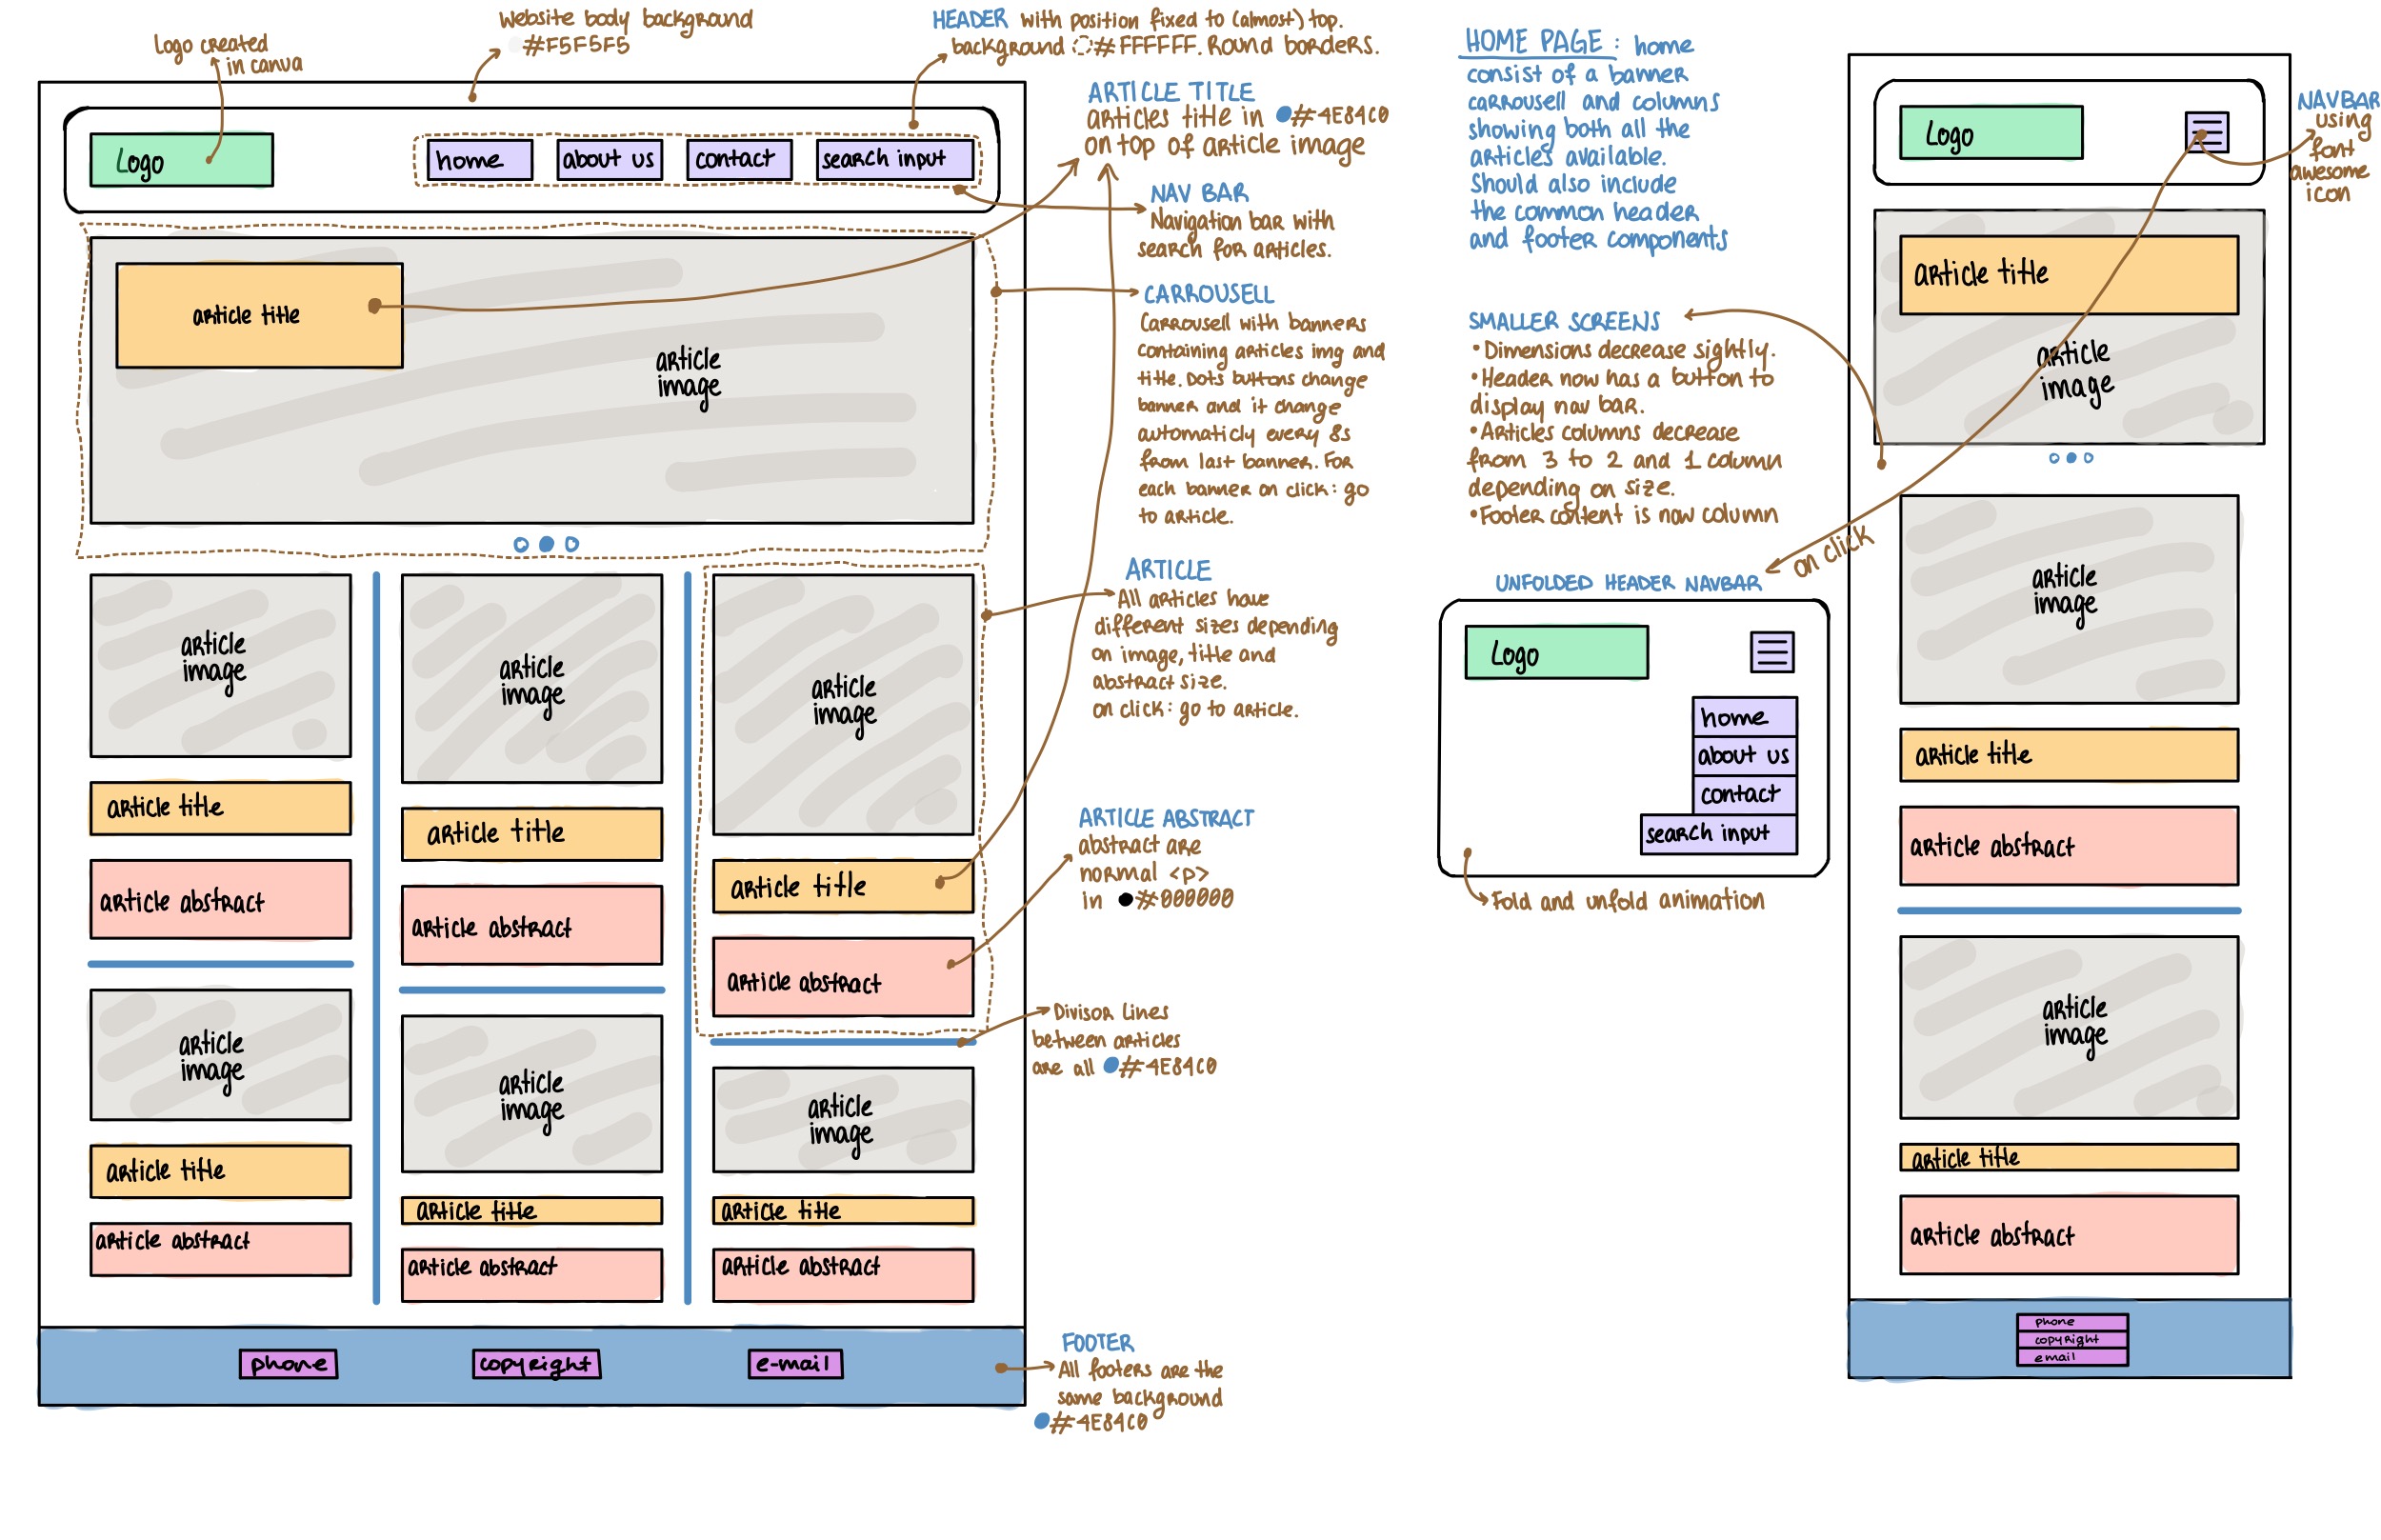 Logo created
in canva
Website body background
#F5F5F5
HEADER with position fixed to (almost) top.
background #FFFFFF. Round borders.
Logo
home
about us
contact
search input
ARTICLE TITLE
articles title in #4E84C0
on top of article image
NAV BAR
Navigation bar with
search for articles.
article title
article
image
CARROUSELL
Carrousell with banners
containing articles img and
title. Dots buttons change
banner and it change
automaticly every 8s
from last banner. For
each banner on click: go
to article.
article
image
article title
article abstract
article
image
article title
article abstract
article
image
article title
article abstract
article
image
article title
article abstract
article
image
article title
article abstract
article
image
article title
article abstract
ARTICLE
All articles have
different sizes depending
on image, title and
abstract size.
on click: go to article.
ARTICLE ABSTRACT
abstract are
normal <p>
in #000000
Divisor Lines
between articles
are all #4E84C0
phone
copyright
e-mail
FOOTER
All footers are the
same background
#4E84C0
HOME PAGE: home
consist of a banner
carrousell and columns
showing both all the
articles available.
Should also include
the common header
and footer components
SMALLER SCREENS
•Dimensions decrease sightly.
•Header now has a button to
display nav bar.
•Articles columns decrease
from 3 to 2 and 1 column
depending on size.
•Footer content is now column
on click
UNFOLDED HEADER NAVBAR
Logo
home
about us
contact
search input
Fold and unfold animation
Logo
NAVBAR
using
font
awesome
icon
article title
article
image
article
image
article title
article abstract
article
image
article title
article abstract
phone
copyright
email